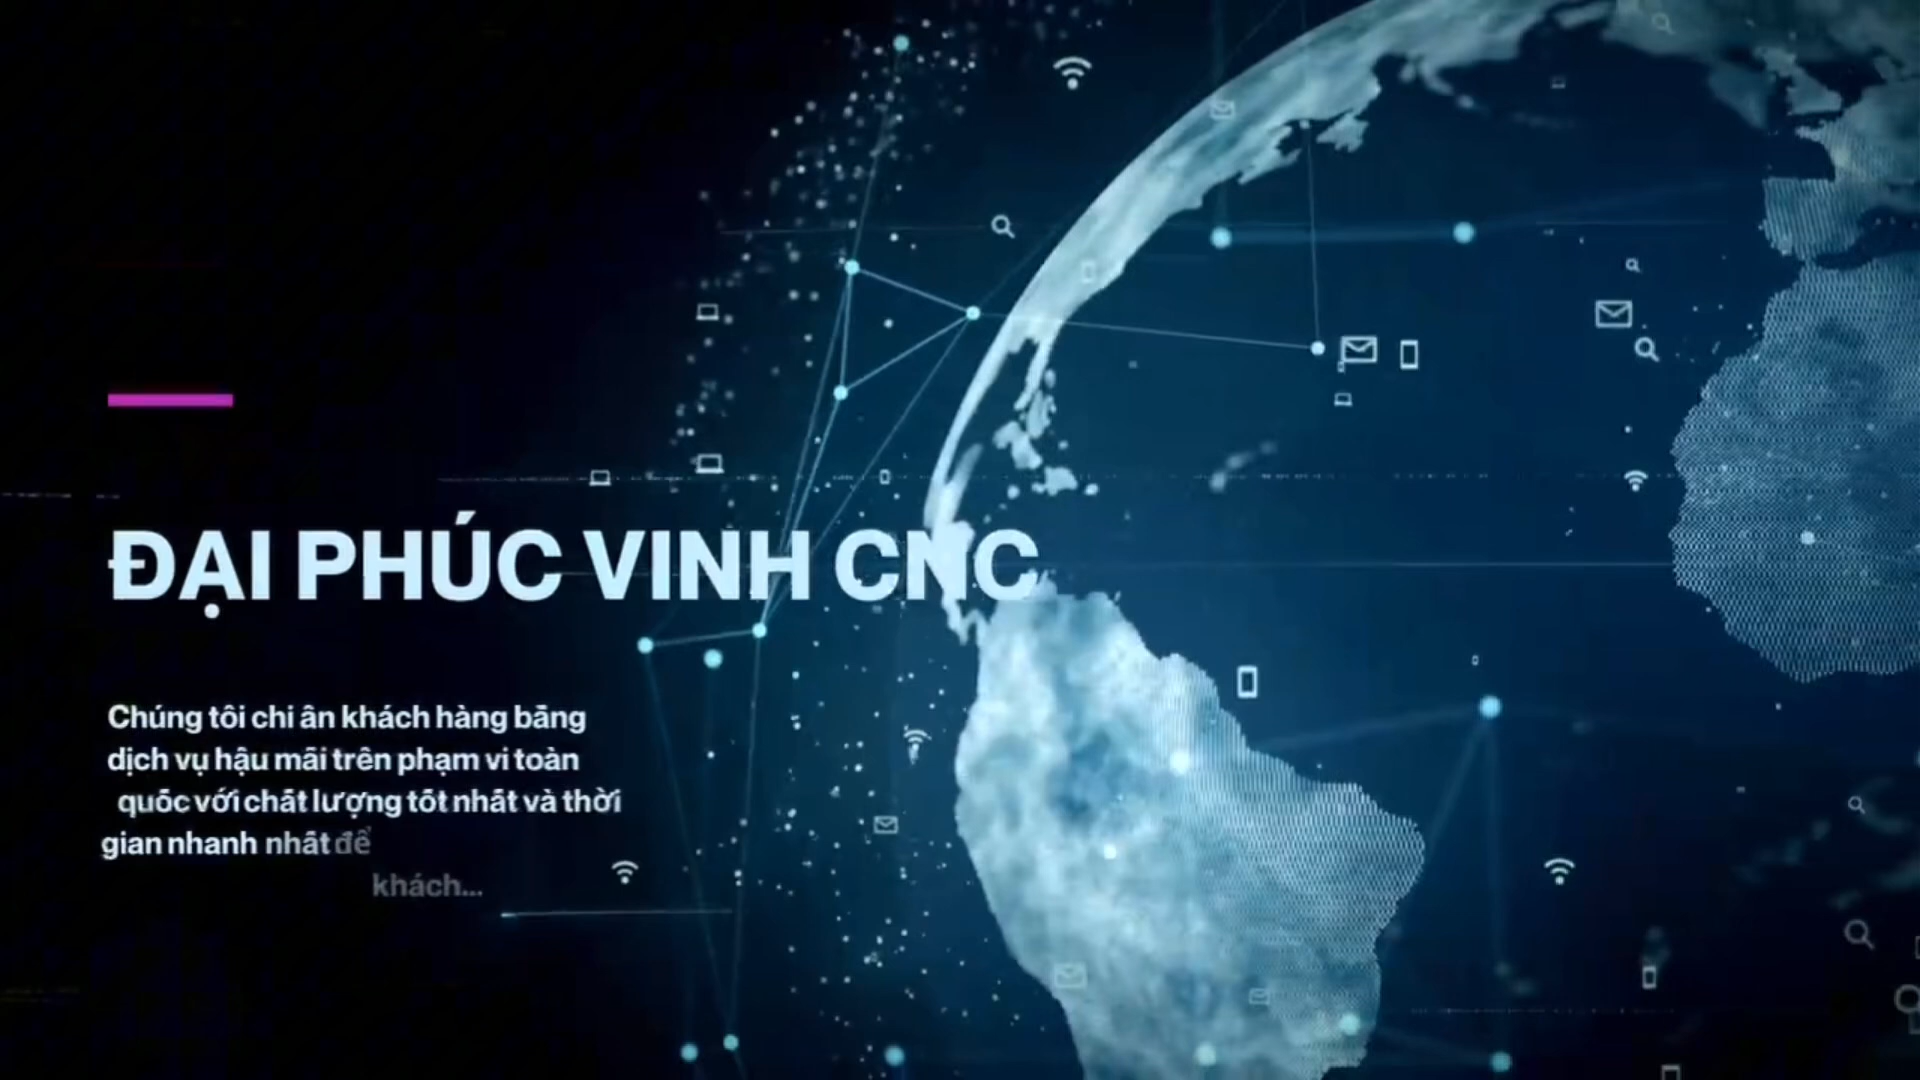 ĐẠI PHÚC VINH CNC
Chúng tôi chi ân khách hàng bằng
dịch vụ hậu mãi trên phạm vi toàn
quốc với chất lượng tốt nhất và thời
gian nhanh nhất để
khách...